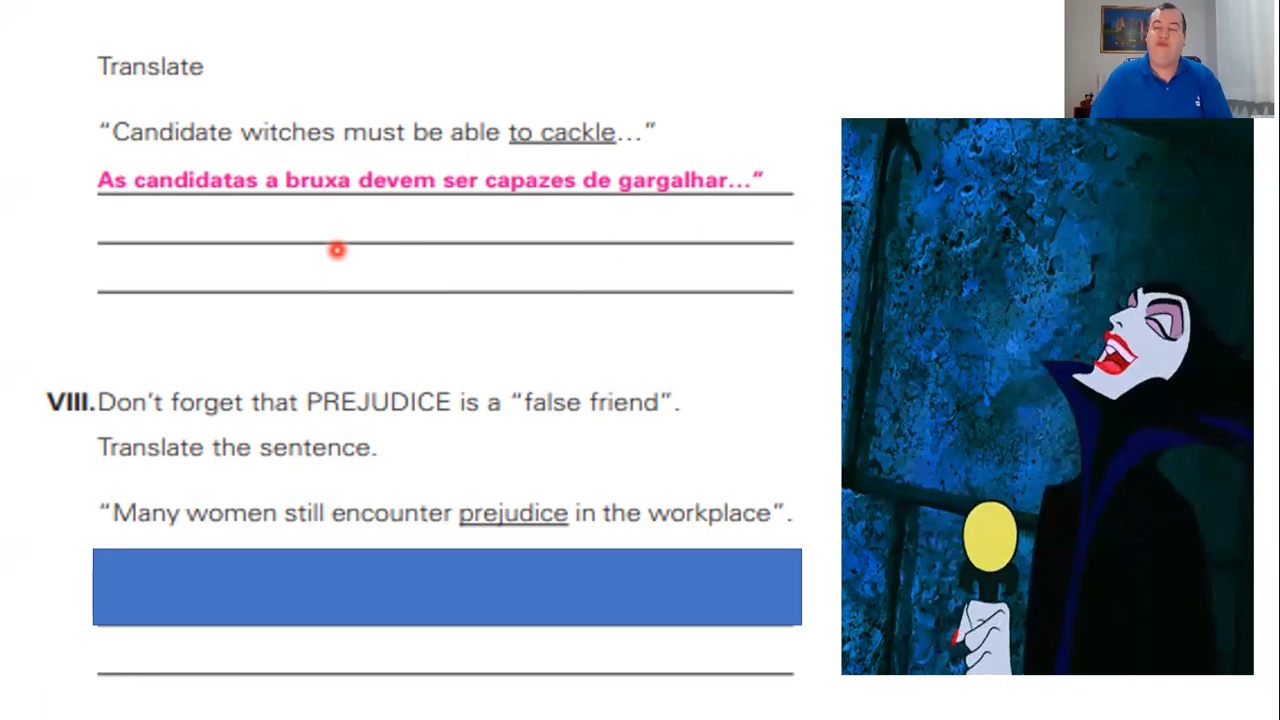 Translate
“Candidate witches must be able to cackle…”
As candidatas a bruxa devem ser capazes de gargalhar…”
VIII. Don’t forget that PREJUDICE is a “false friend”.
Translate the sentence.
“Many women still encounter prejudice in the workplace”.